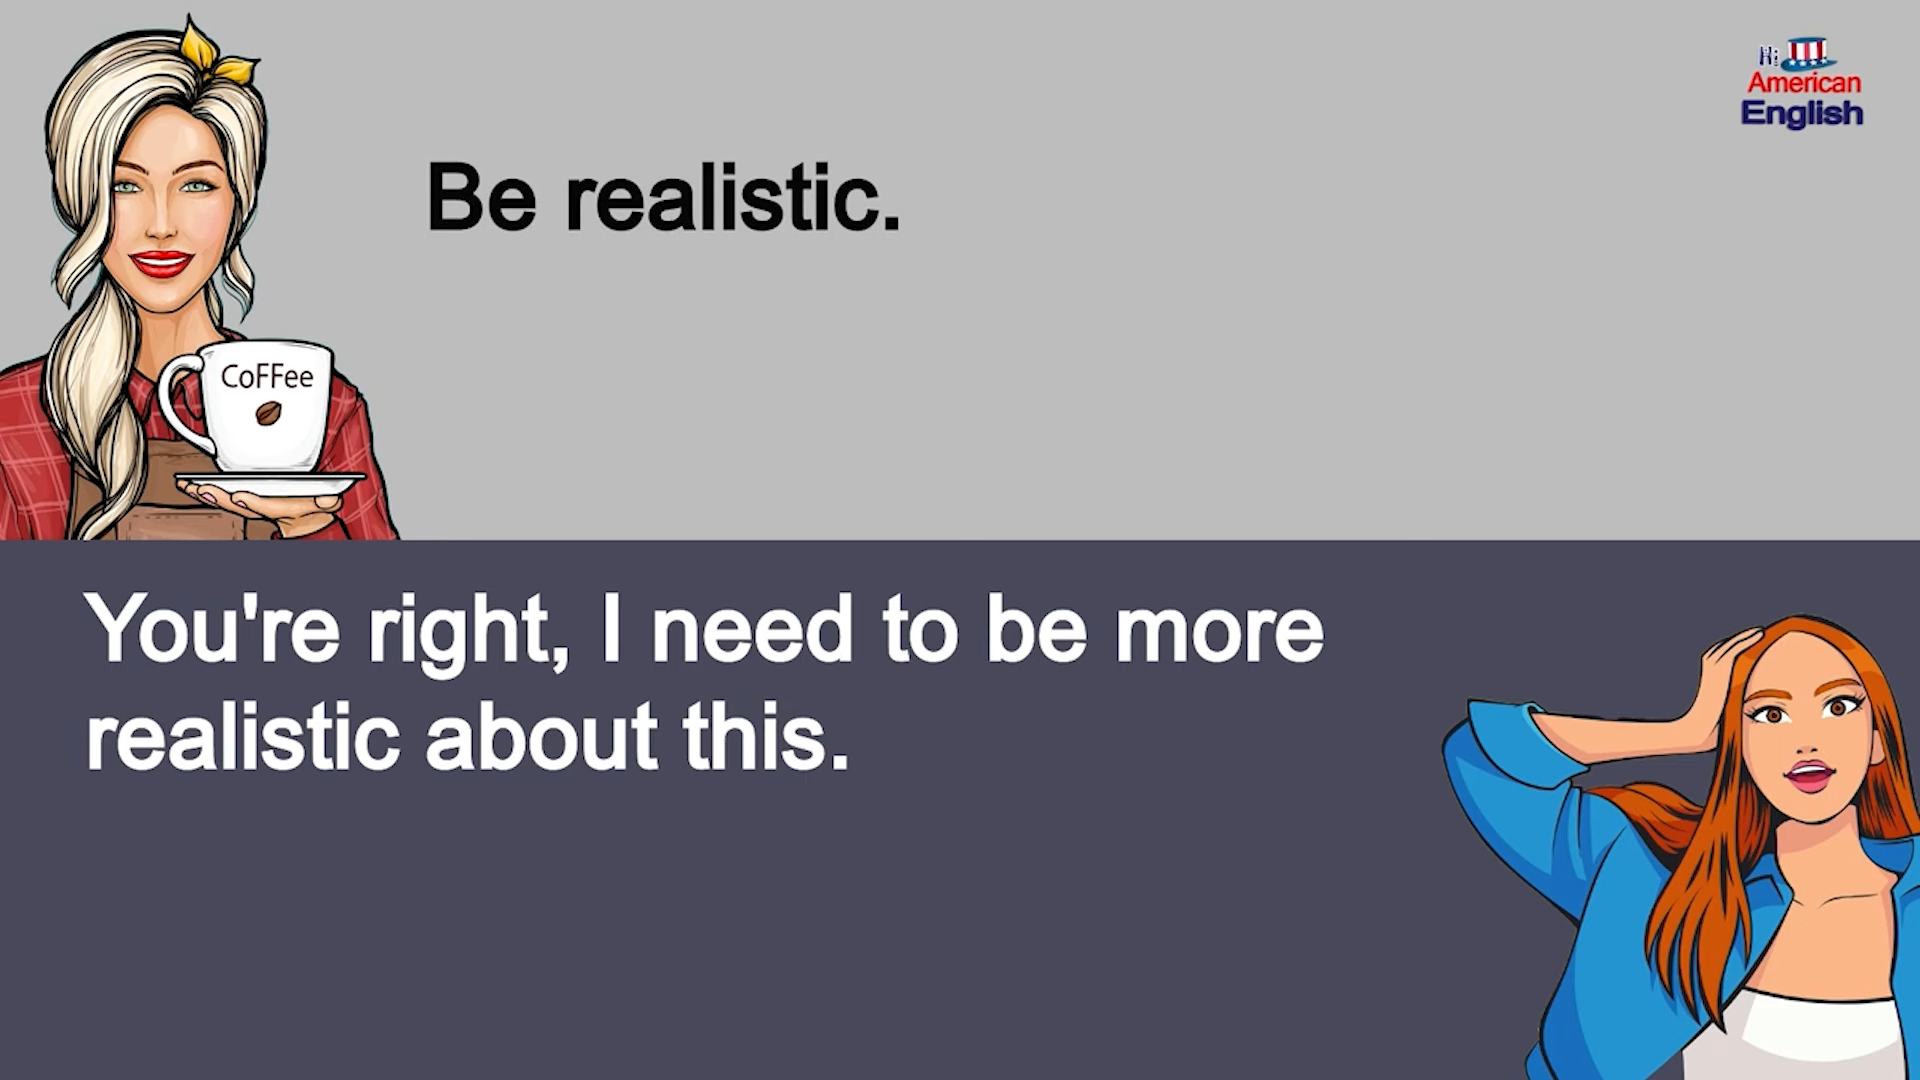 Hi
American
English
Be realistic.
CoFFee
You're right, I need to be more
realistic about this.